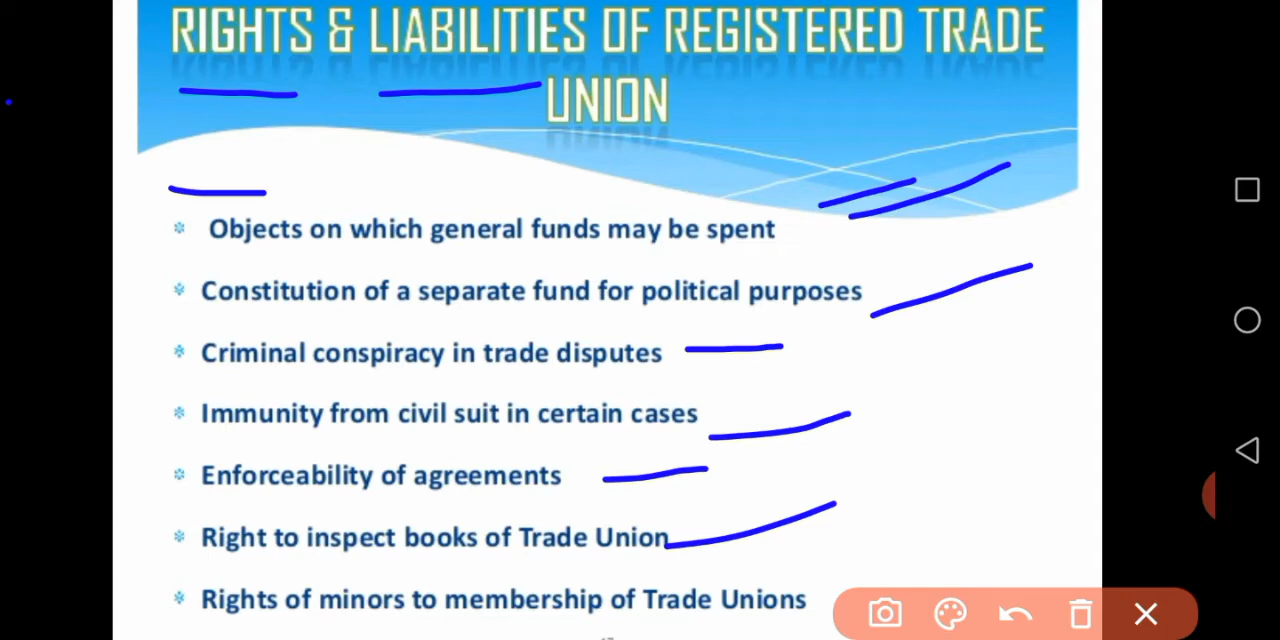 RIGHTS & LIABILITIES OF REGISTERED TRADE
UNION
Objects on which general funds may be spent
Constitution of a separate fund for political purposes
Criminal conspiracy in trade disputes
Immunity from civil suit in certain cases
Enforceability of agreements
Right to inspect books of Trade Union
Rights of minors to membership of Trade Unions